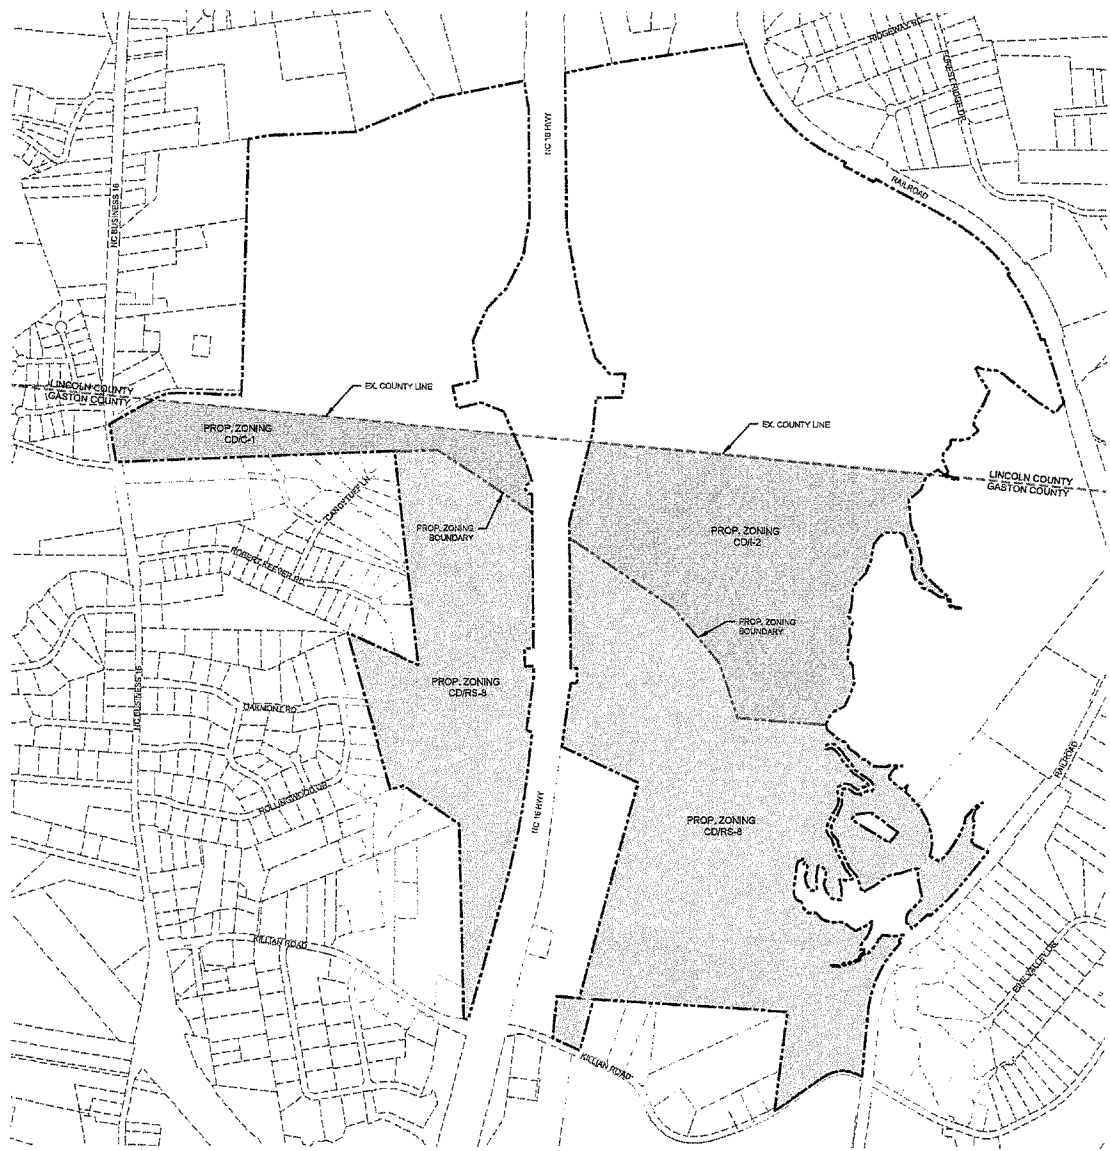 RIDGEWAY RD.
FOREST RIDGE DR.
NC 16 HWY
RAILROAD
NC BUSINESS 16
LINCOLN COUNTY
GASTON COUNTY
EX. COUNTY LINE
PROP. ZONING
CD/C-1
EX. COUNTY LINE
LINCOLN COUNTY
GASTON COUNTY
CANDYTUFF LN.
PROP. ZONING
BOUNDARY
PROP. ZONING
CD/I-2
ROBERT KEEVER RD.
PROP. ZONING
BOUNDARY
PROP. ZONING
CD/RS-8
OAKMONT RD
NC BUSINESS 16
RAILROAD
HOLLINGWOOD DR.
NC 16 HWY
PROP. ZONING
CD/RS-8
KILLIAN ROAD
KILLIAN ROAD